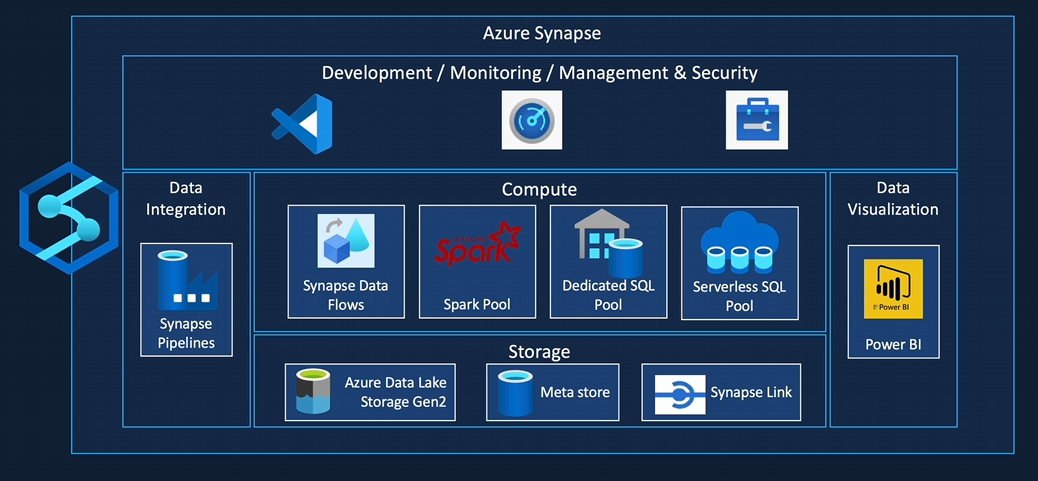 Azure Synapse
Development / Monitoring / Management & Security
Data
Integration
Synapse
Pipelines
Compute
Synapse Data
Flows
APACHE
Spark
Spark Pool
Dedicated SQL
Pool
Serverless SQL
Pool
Storage
Azure Data Lake
Storage Gen2
Meta store
Synapse Link
Data
Visualization
Power BI
Power BI